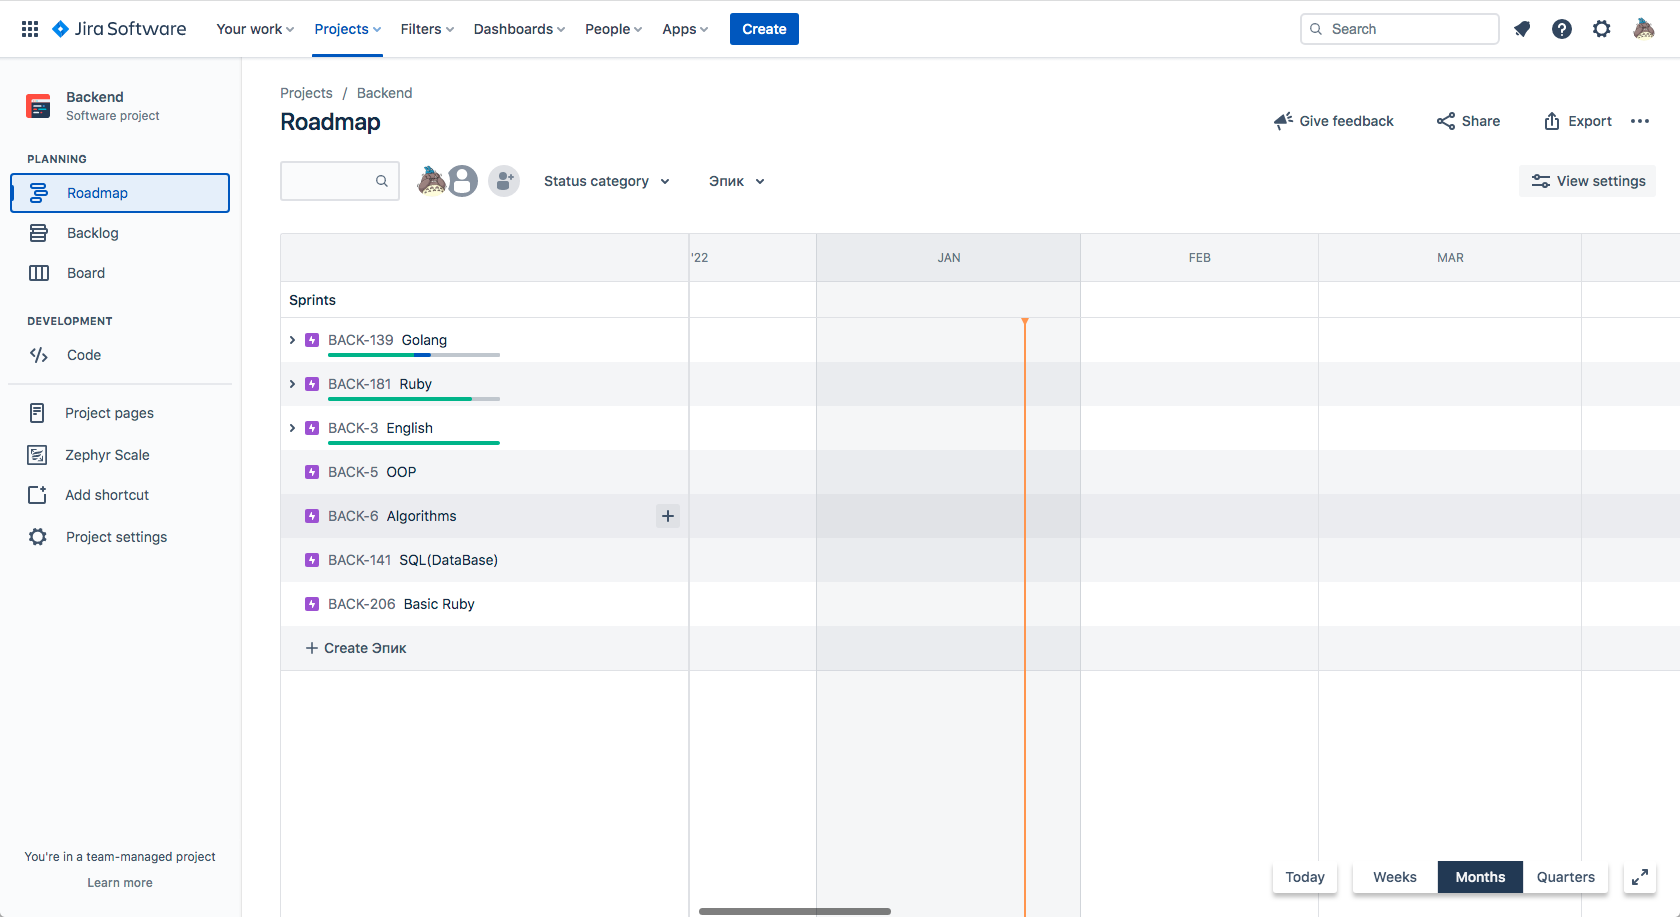 Jira Software Your work Projects Filters Dashboards People Apps Create Search
Backend
Software project
PLANNING
Roadmap
Backlog
Board
DEVELOPMENT
Code
Project pages
Zephyr Scale
Add shortcut
Project settings
You're in a team-managed project
Learn more
Projects / Backend
Roadmap
Give feedback Share Export
Status category Эпик View settings
'22 JAN FEB MAR
Sprints
BACK-139 Golang
BACK-181 Ruby
BACK-3 English
BACK-5 OOP
BACK-6 Algorithms
BACK-141 SQL(DataBase)
BACK-206 Basic Ruby
+ Create Эпик
Today Weeks Months Quarters